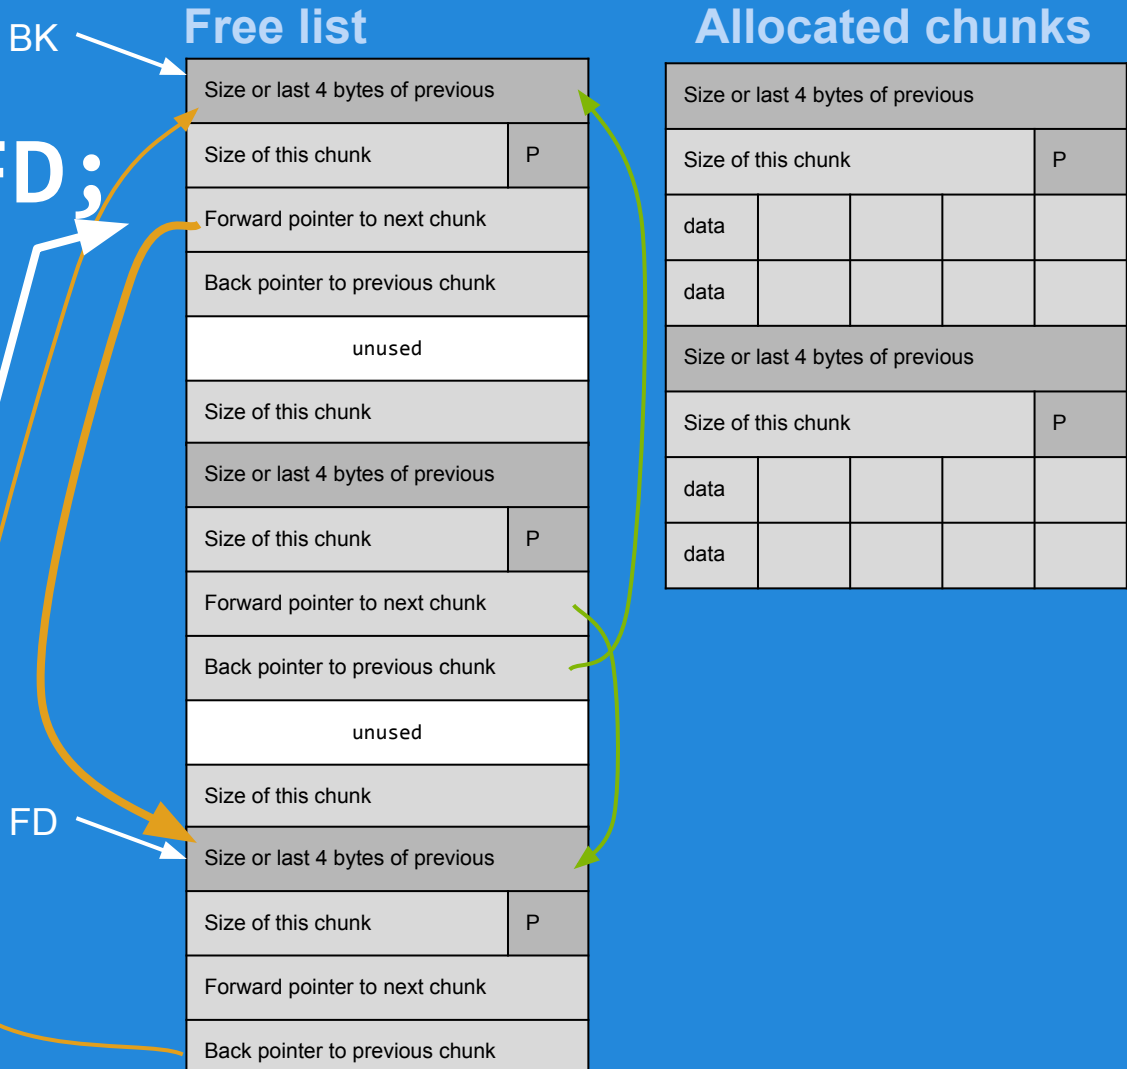 BK
Free list
Allocated chunks
FD;
Size or last 4 bytes of previous
Size of this chunk P
Forward pointer to next chunk
Back pointer to previous chunk
unused
Size of this chunk
Size or last 4 bytes of previous
Size of this chunk P
Forward pointer to next chunk
Back pointer to previous chunk
unused
Size of this chunk
FD
Size or last 4 bytes of previous
Size of this chunk P
Forward pointer to next chunk
Back pointer to previous chunk
Size or last 4 bytes of previous
Size of this chunk P
data
data
Size or last 4 bytes of previous
Size of this chunk P
data
data